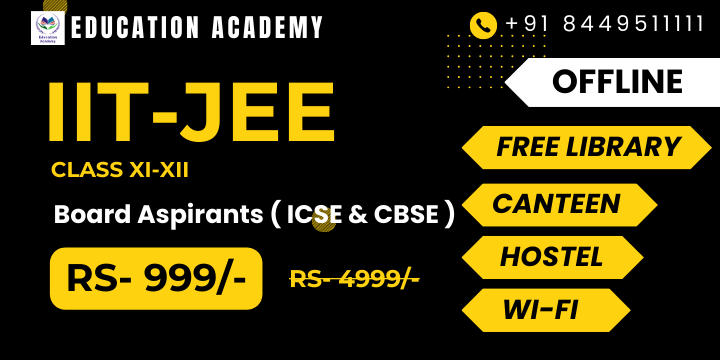 EDUCATION ACADEMY
+91 8449511111
OFFLINE
IIT-JEE
CLASS XI-XII
Board Aspirants ( ICSE & CBSE )
RS- 999/-
RS- 4999/-
FREE LIBRARY
CANTEEN
HOSTEL
WI-FI